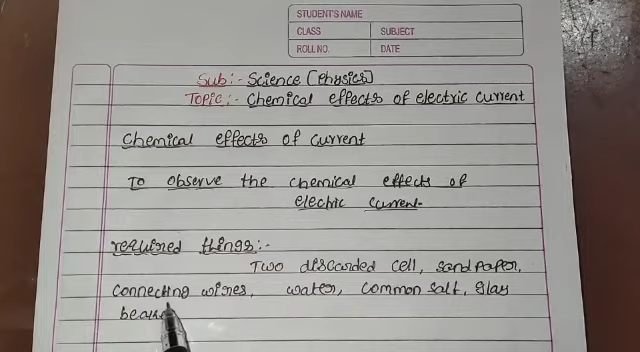 STUDENT'S NAME
CLASS SUBJECT
ROLL NO. DATE
Sub:- Science (Physics)
Topic:- Chemical effects of electric current
Chemical effects of current
To observe the chemical effects of
electric current.
required things:-
Two discarded cell, sand paper,
connecting wires, water, common salt, glass